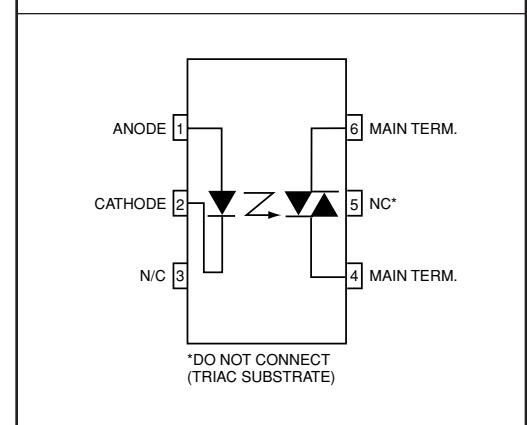 ANODE 1
6 MAIN TERM.
CATHODE 2
5 NC*
N/C 3
4 MAIN TERM.
*DO NOT CONNECT
(TRIAC SUBSTRATE)